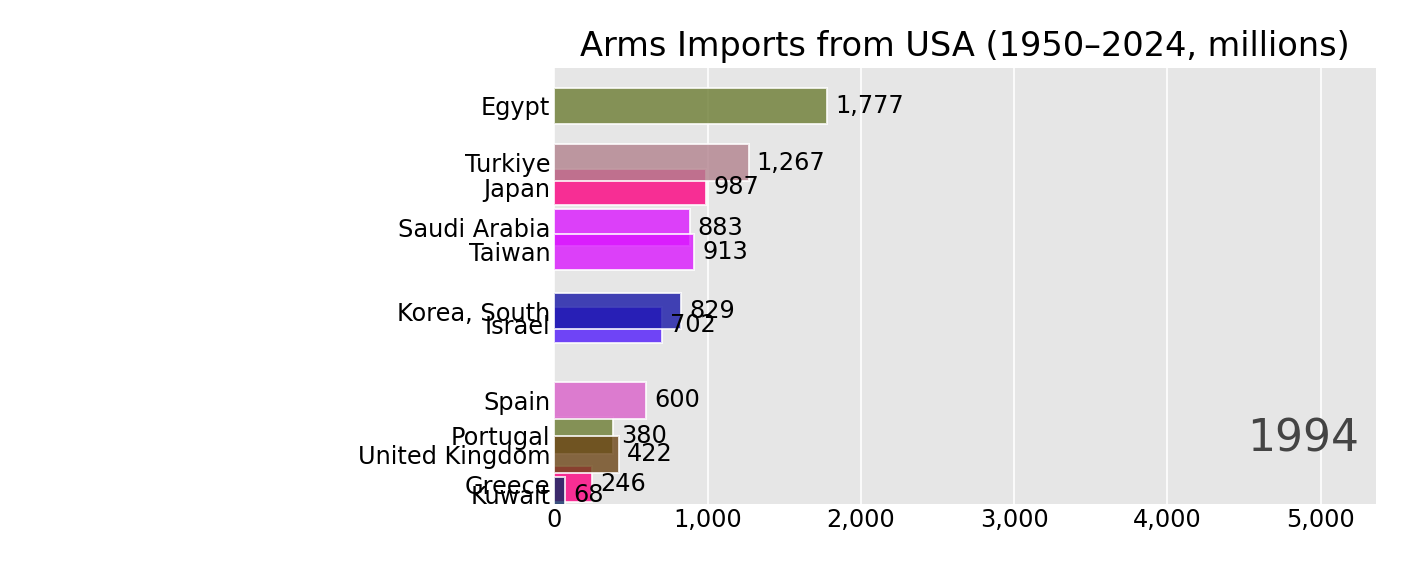 Arms Imports from USA (1950–2024, millions)
Egypt 1,777
Turkiye 1,267
Japan 987
Saudi Arabia 883
Taiwan 913
Korea, South 829
Israel 702
Spain 600
Portugal 380
United Kingdom 422
1994
Greece 246
Kuwait 68
0 1,000 2,000 3,000 4,000 5,000